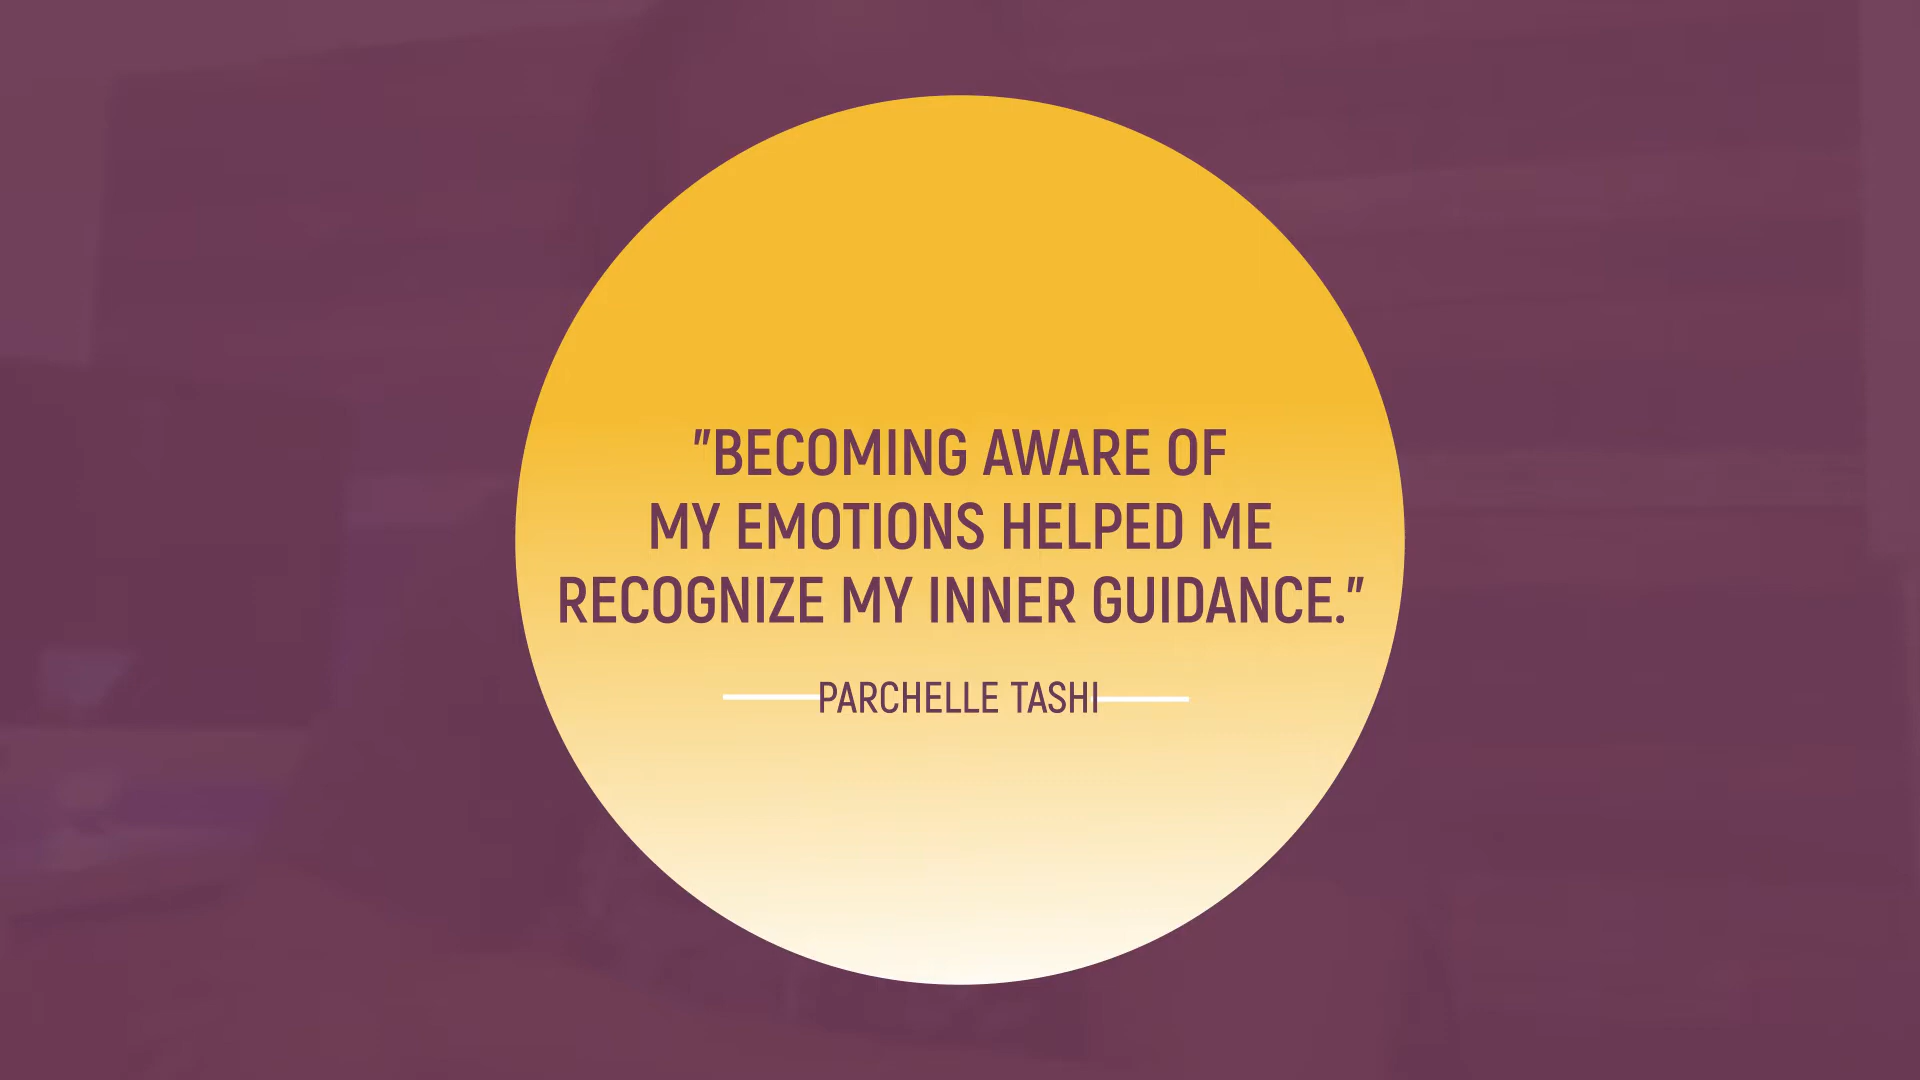 "BECOMING AWARE OF
MY EMOTIONS HELPED ME
RECOGNIZE MY INNER GUIDANCE."
PARCHELLE TASHI